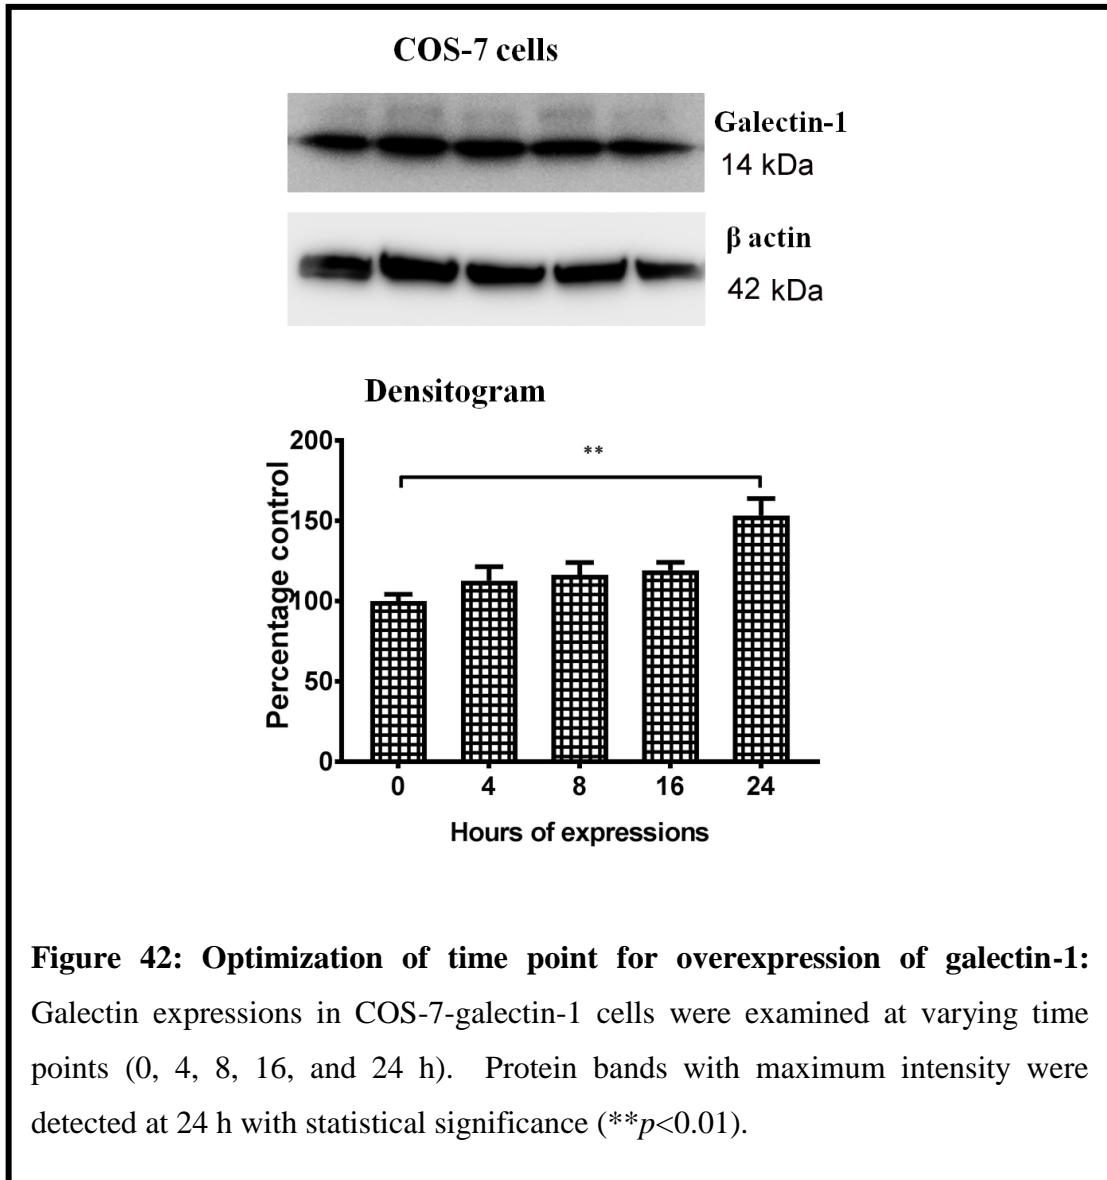 COS-7 cells
Galectin-1
14 kDa
β actin
42 kDa
Densitogram
**
200
150
100
50
0
Percentage control
0 4 8 16 24
Hours of expressions
Figure 42: Optimization of time point for overexpression of galectin-1:
Galectin expressions in COS-7-galectin-1 cells were examined at varying time
points (0, 4, 8, 16, and 24 h). Protein bands with maximum intensity were
detected at 24 h with statistical significance (**p<0.01).